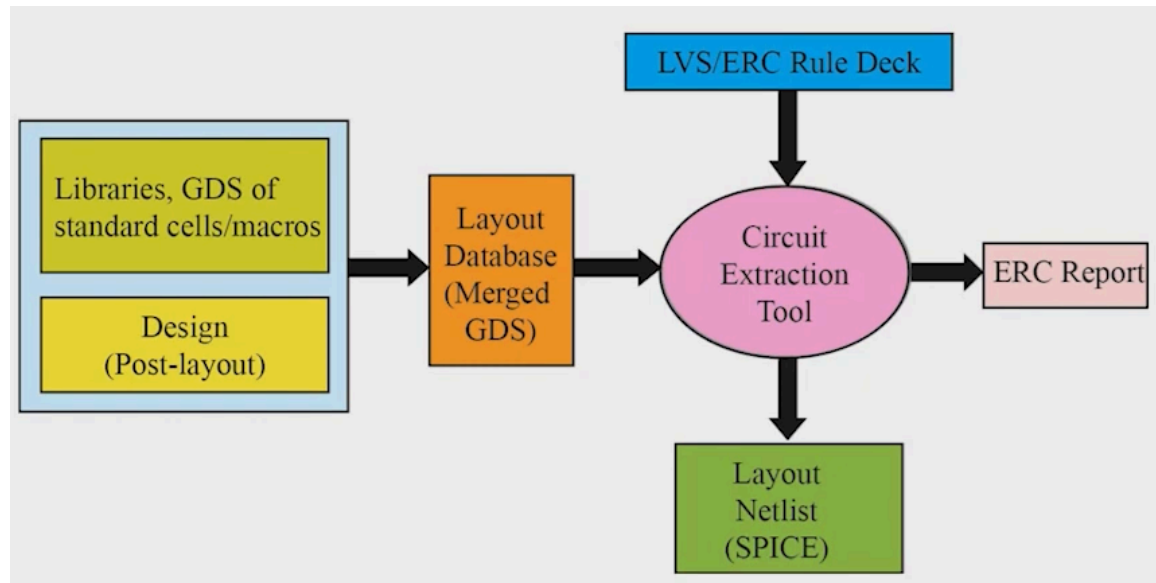 LVS/ERC Rule Deck
Libraries, GDS of
standard cells/macros
Design
(Post-layout)
Layout
Database
(Merged
GDS)
Circuit
Extraction
Tool
ERC Report
Layout
Netlist
(SPICE)